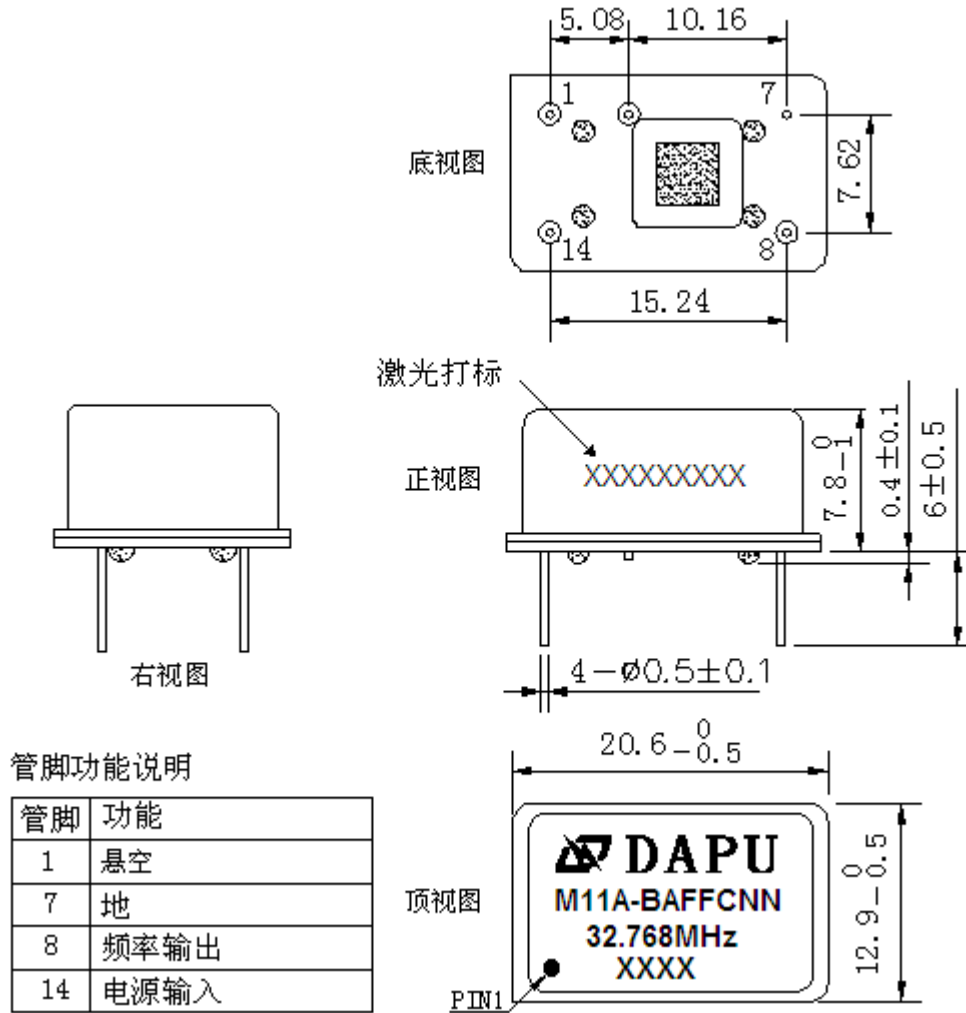 5.08 10.16
1 7
底视图
7.62
14 8
15.24
激光打标
正视图
XXXXXXXXX
7.8 0 -1
0.4±0.1
6±0.5
右视图
4-Ø0.5±0.1
管脚功能说明
管脚 功能
1 悬空
7 地
8 频率输出
14 电源输入
20.6 0 -0.5
顶视图
DAPU
M11A-BAFFCNN
32.768MHz
XXXX
PIN1
12.9 0 -0.5